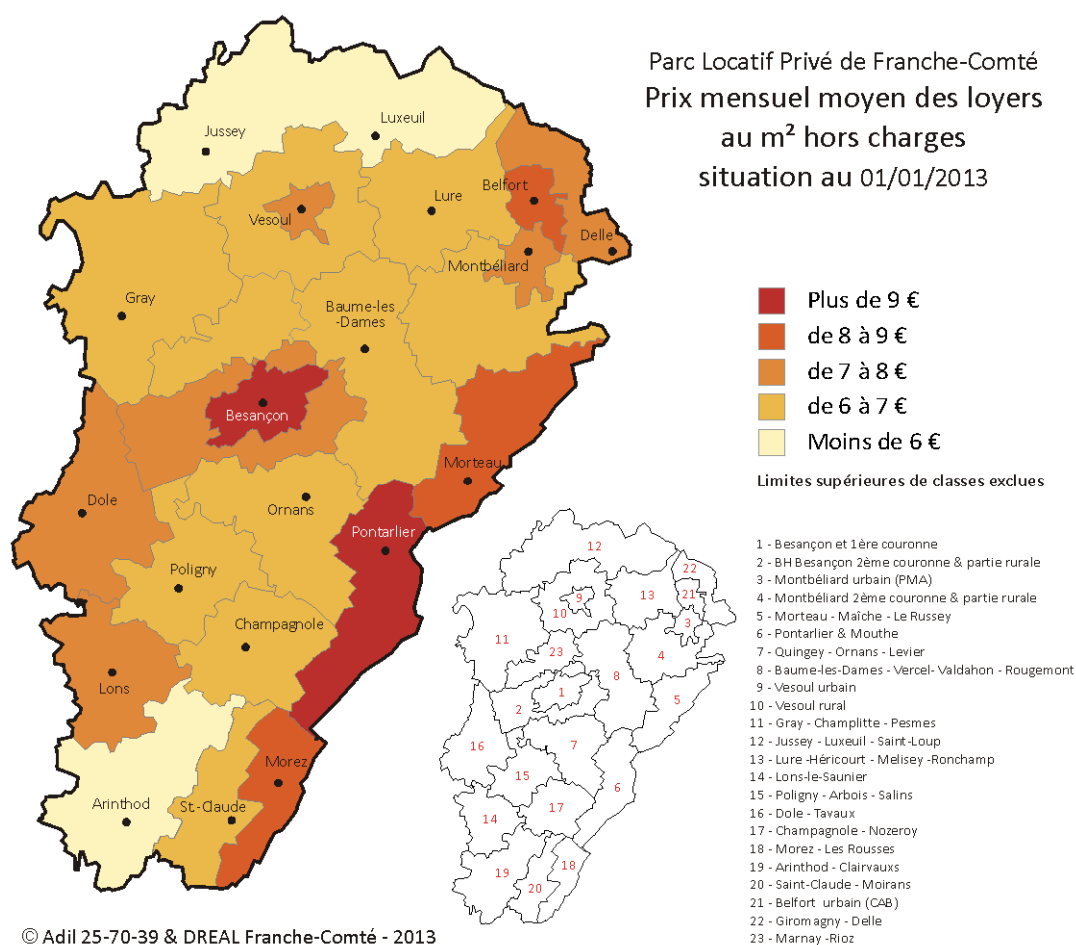 Parc Locatif Privé de Franche-Comté
Prix mensuel moyen des loyers
au m² hors charges
situation au 01/01/2013
Jussey
Luxeuil
Vesoul
Lure
Belfort
Delle
Montbéliard
Gray
Baume-les
-Dames
Besançon
Morteau
Dole
Ornans
Pontarlier
Poligny
Champagnole
Lons
Morez
Arinthod
St.-Claude
Plus de 9 €
de 8 à 9 €
de 7 à 8 €
de 6 à 7 €
Moins de 6 €
Limites supérieures de classes exclues
12
22
13
21
9
10
3
11
23
4
8
5
1
2
7
16
15
6
17
14
18
19
20
1 - Besançon et 1ère couronne
2 - BH Besançon 2ème couronne & partie rurale
3 - Montbéliard urbain (PMA)
4 - Montbéliard 2ème couronne & partie rurale
5 - Morteau - Maîche - Le Russey
6 - Pontarlier & Mouthe
7 - Quingey - Ornans - Levier
8 - Baume-les-Dames - Vercel- Valdahon - Rougemont
9 - Vesoul urbain
10 - Vesoul rural
11 - Gray - Champlitte - Pesmes
12 - Jussey - Luxeuil - Saint-Loup
13 - Lure -Héricourt - Melisey -Ronchamp
14 - Lons-le-Saunier
15 - Poligny - Arbois - Salins
16 - Dole - Tavaux
17 - Champagnole - Nozeroy
18 - Morez - Les Rousses
19 - Arinthod - Clairvauxs
20 - Saint-Claude - Moirans
21 - Belfort urbain (CAB)
22 - Giromagny - Delle
23 - Marnay -Rioz
© Adil 25-70-39 & DREAL Franche-Comté - 2013